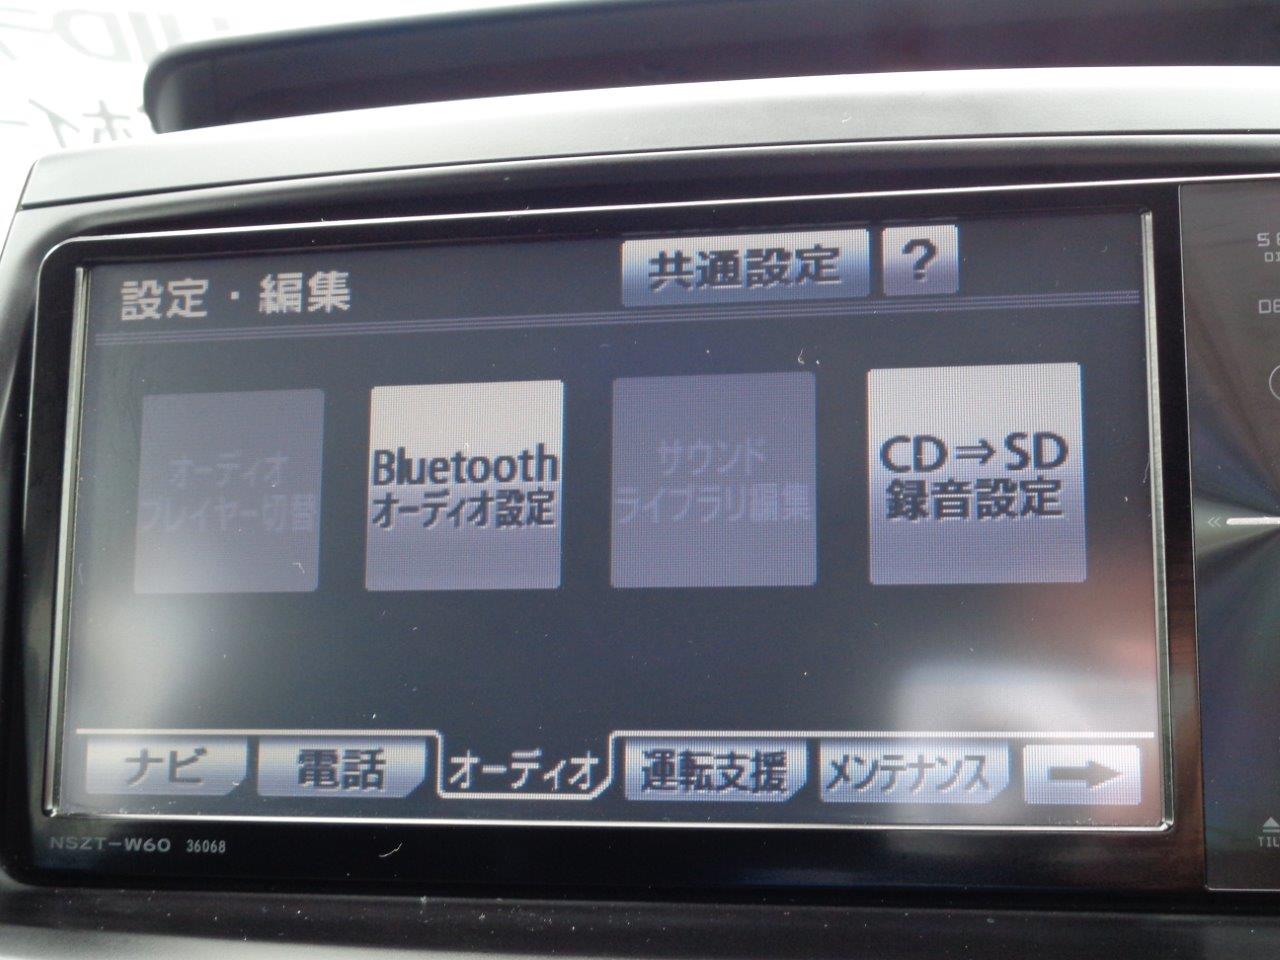 設定・編集
共通設定
?
オーディオ
プレイヤー切替
Bluetooth
オーディオ設定
サウンド
ライブラリ編集
CD⇒SD
録音設定
ナビ
電話
オーディオ
運転支援
メンテナンス
NSZT-W60 36068